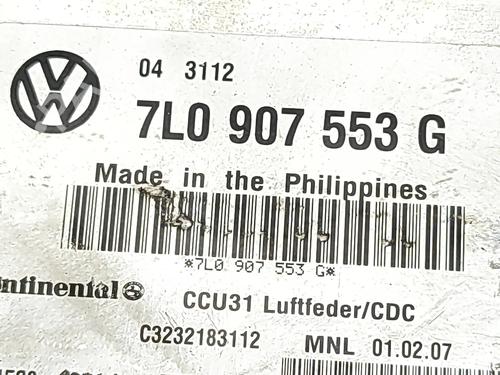 04 3112
7L0 907 553 G
Made in the Philippines
*7L0 907 553 G*
Continental
CCU31 Luftfeder/CDC
C3232183112
MNL 01.02.07